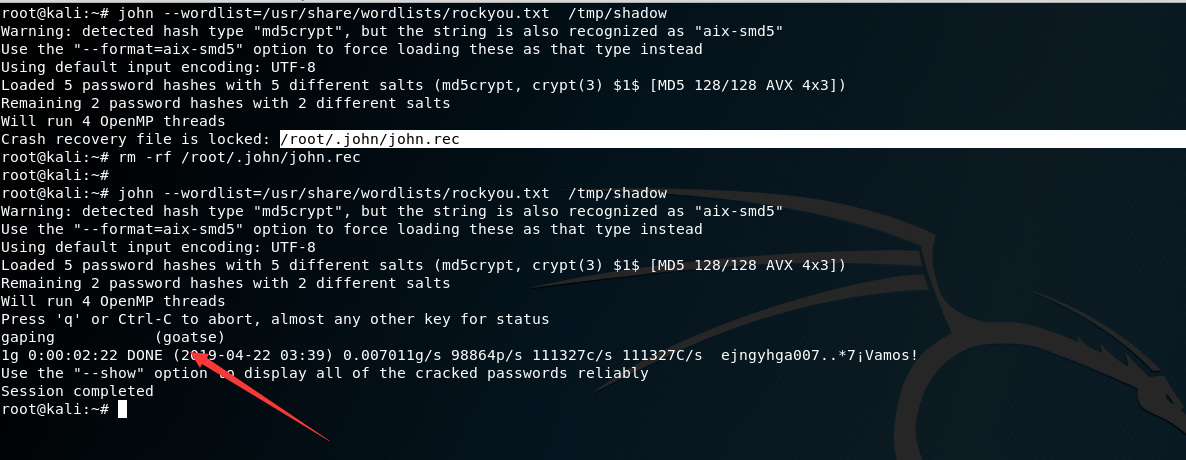 root@kali:~# john --wordlist=/usr/share/wordlists/rockyou.txt  /tmp/shadow
Warning: detected hash type "md5crypt", but the string is also recognized as "aix-smd5"
Use the "--format=aix-smd5" option to force loading these as that type instead
Using default input encoding: UTF-8
Loaded 5 password hashes with 5 different salts (md5crypt, crypt(3) $1$ [MD5 128/128 AVX 4x3])
Remaining 2 password hashes with 2 different salts
Will run 4 OpenMP threads
Crash recovery file is locked: /root/.john/john.rec
root@kali:~# rm -rf /root/.john/john.rec
root@kali:~#
root@kali:~# john --wordlist=/usr/share/wordlists/rockyou.txt  /tmp/shadow
Warning: detected hash type "md5crypt", but the string is also recognized as "aix-smd5"
Use the "--format=aix-smd5" option to force loading these as that type instead
Using default input encoding: UTF-8
Loaded 5 password hashes with 5 different salts (md5crypt, crypt(3) $1$ [MD5 128/128 AVX 4x3])
Remaining 2 password hashes with 2 different salts
Will run 4 OpenMP threads
Press 'q' or Ctrl-C to abort, almost any other key for status
gaping           (goatse)
1g 0:00:02:22 DONE (2019-04-22 03:39) 0.007011g/s 98864p/s 111327c/s 111327C/s  ejngyhga007..*7¡Vamos!
Use the "--show" option to display all of the cracked passwords reliably
Session completed
root@kali:~#